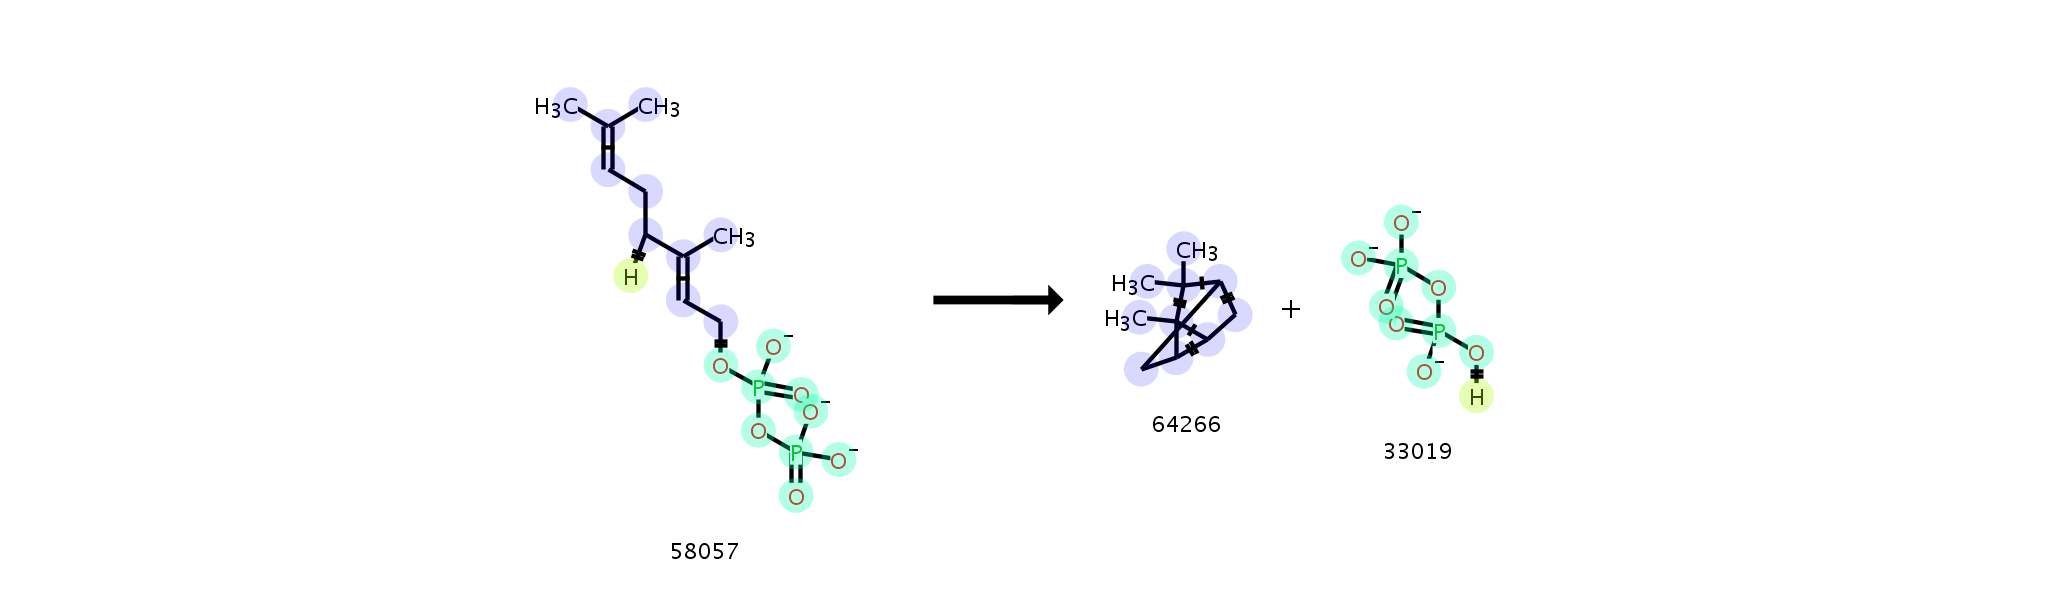 H3C CH3
CH3
H
O O−
P O
O−
O P O−
O
58057
CH3
H3C
H3C
64266
+
O−
O− P
O O
O P O
O−
H
33019